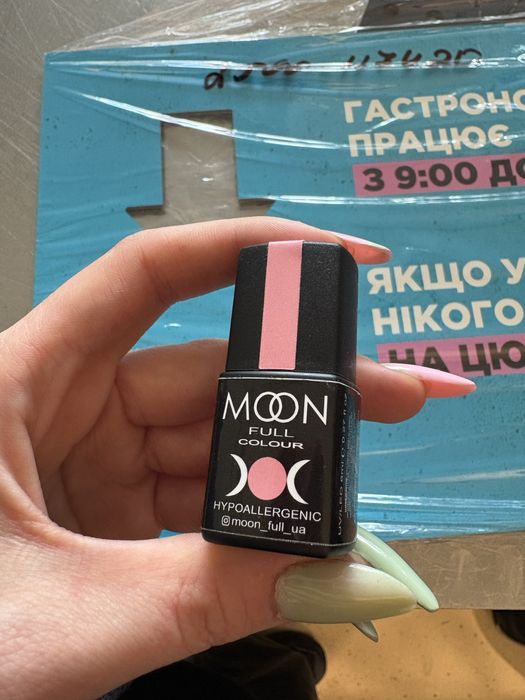 ГАСТРОНО
ПРАЦЮЄ
З 9:00 ДО
ЯКЩО У
НІКОГО
НА ЦЮ
MOON
FULL
COLOUR
HYPOALLERGENIC
@moon_full_ua